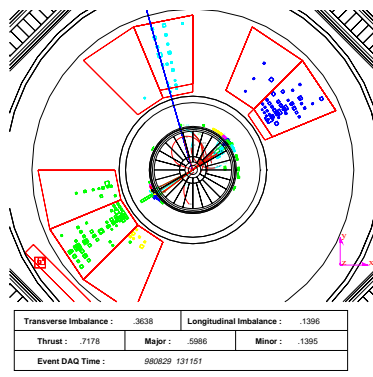 y
z x
Transverse Imbalance : .3638 Longitudinal Imbalance : .1396
Thrust : .7178 Major : .5986 Minor : .1395
Event DAQ Time : 980829 131151